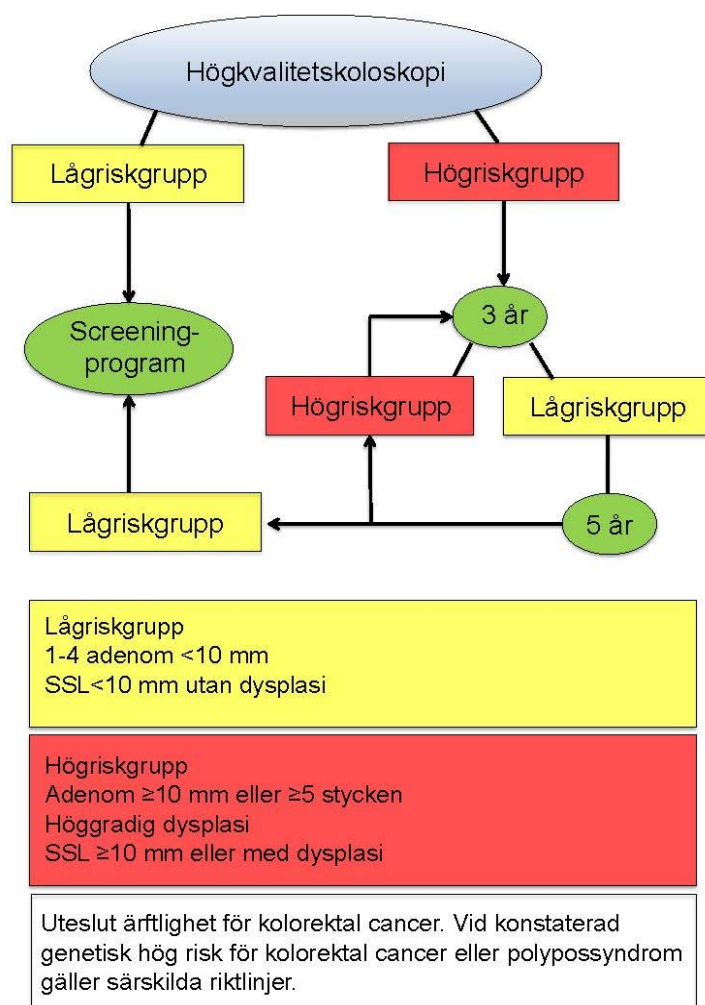 Högkvalitetskoloskopi
Lågriskgrupp
Högriskgrupp
Screening-
program
3 år
Högriskgrupp
Lågriskgrupp
Lågriskgrupp
5 år
Lågriskgrupp
1-4 adenom <10 mm
SSL<10 mm utan dysplasi
Högriskgrupp
Adenom ≥10 mm eller ≥5 stycken
Höggradig dysplasi
SSL ≥10 mm eller med dysplasi
Uteslut ärftlighet för kolorektal cancer. Vid konstaterad
genetisk hög risk för kolorektal cancer eller polypossyndrom
gäller särskilda riktlinjer.